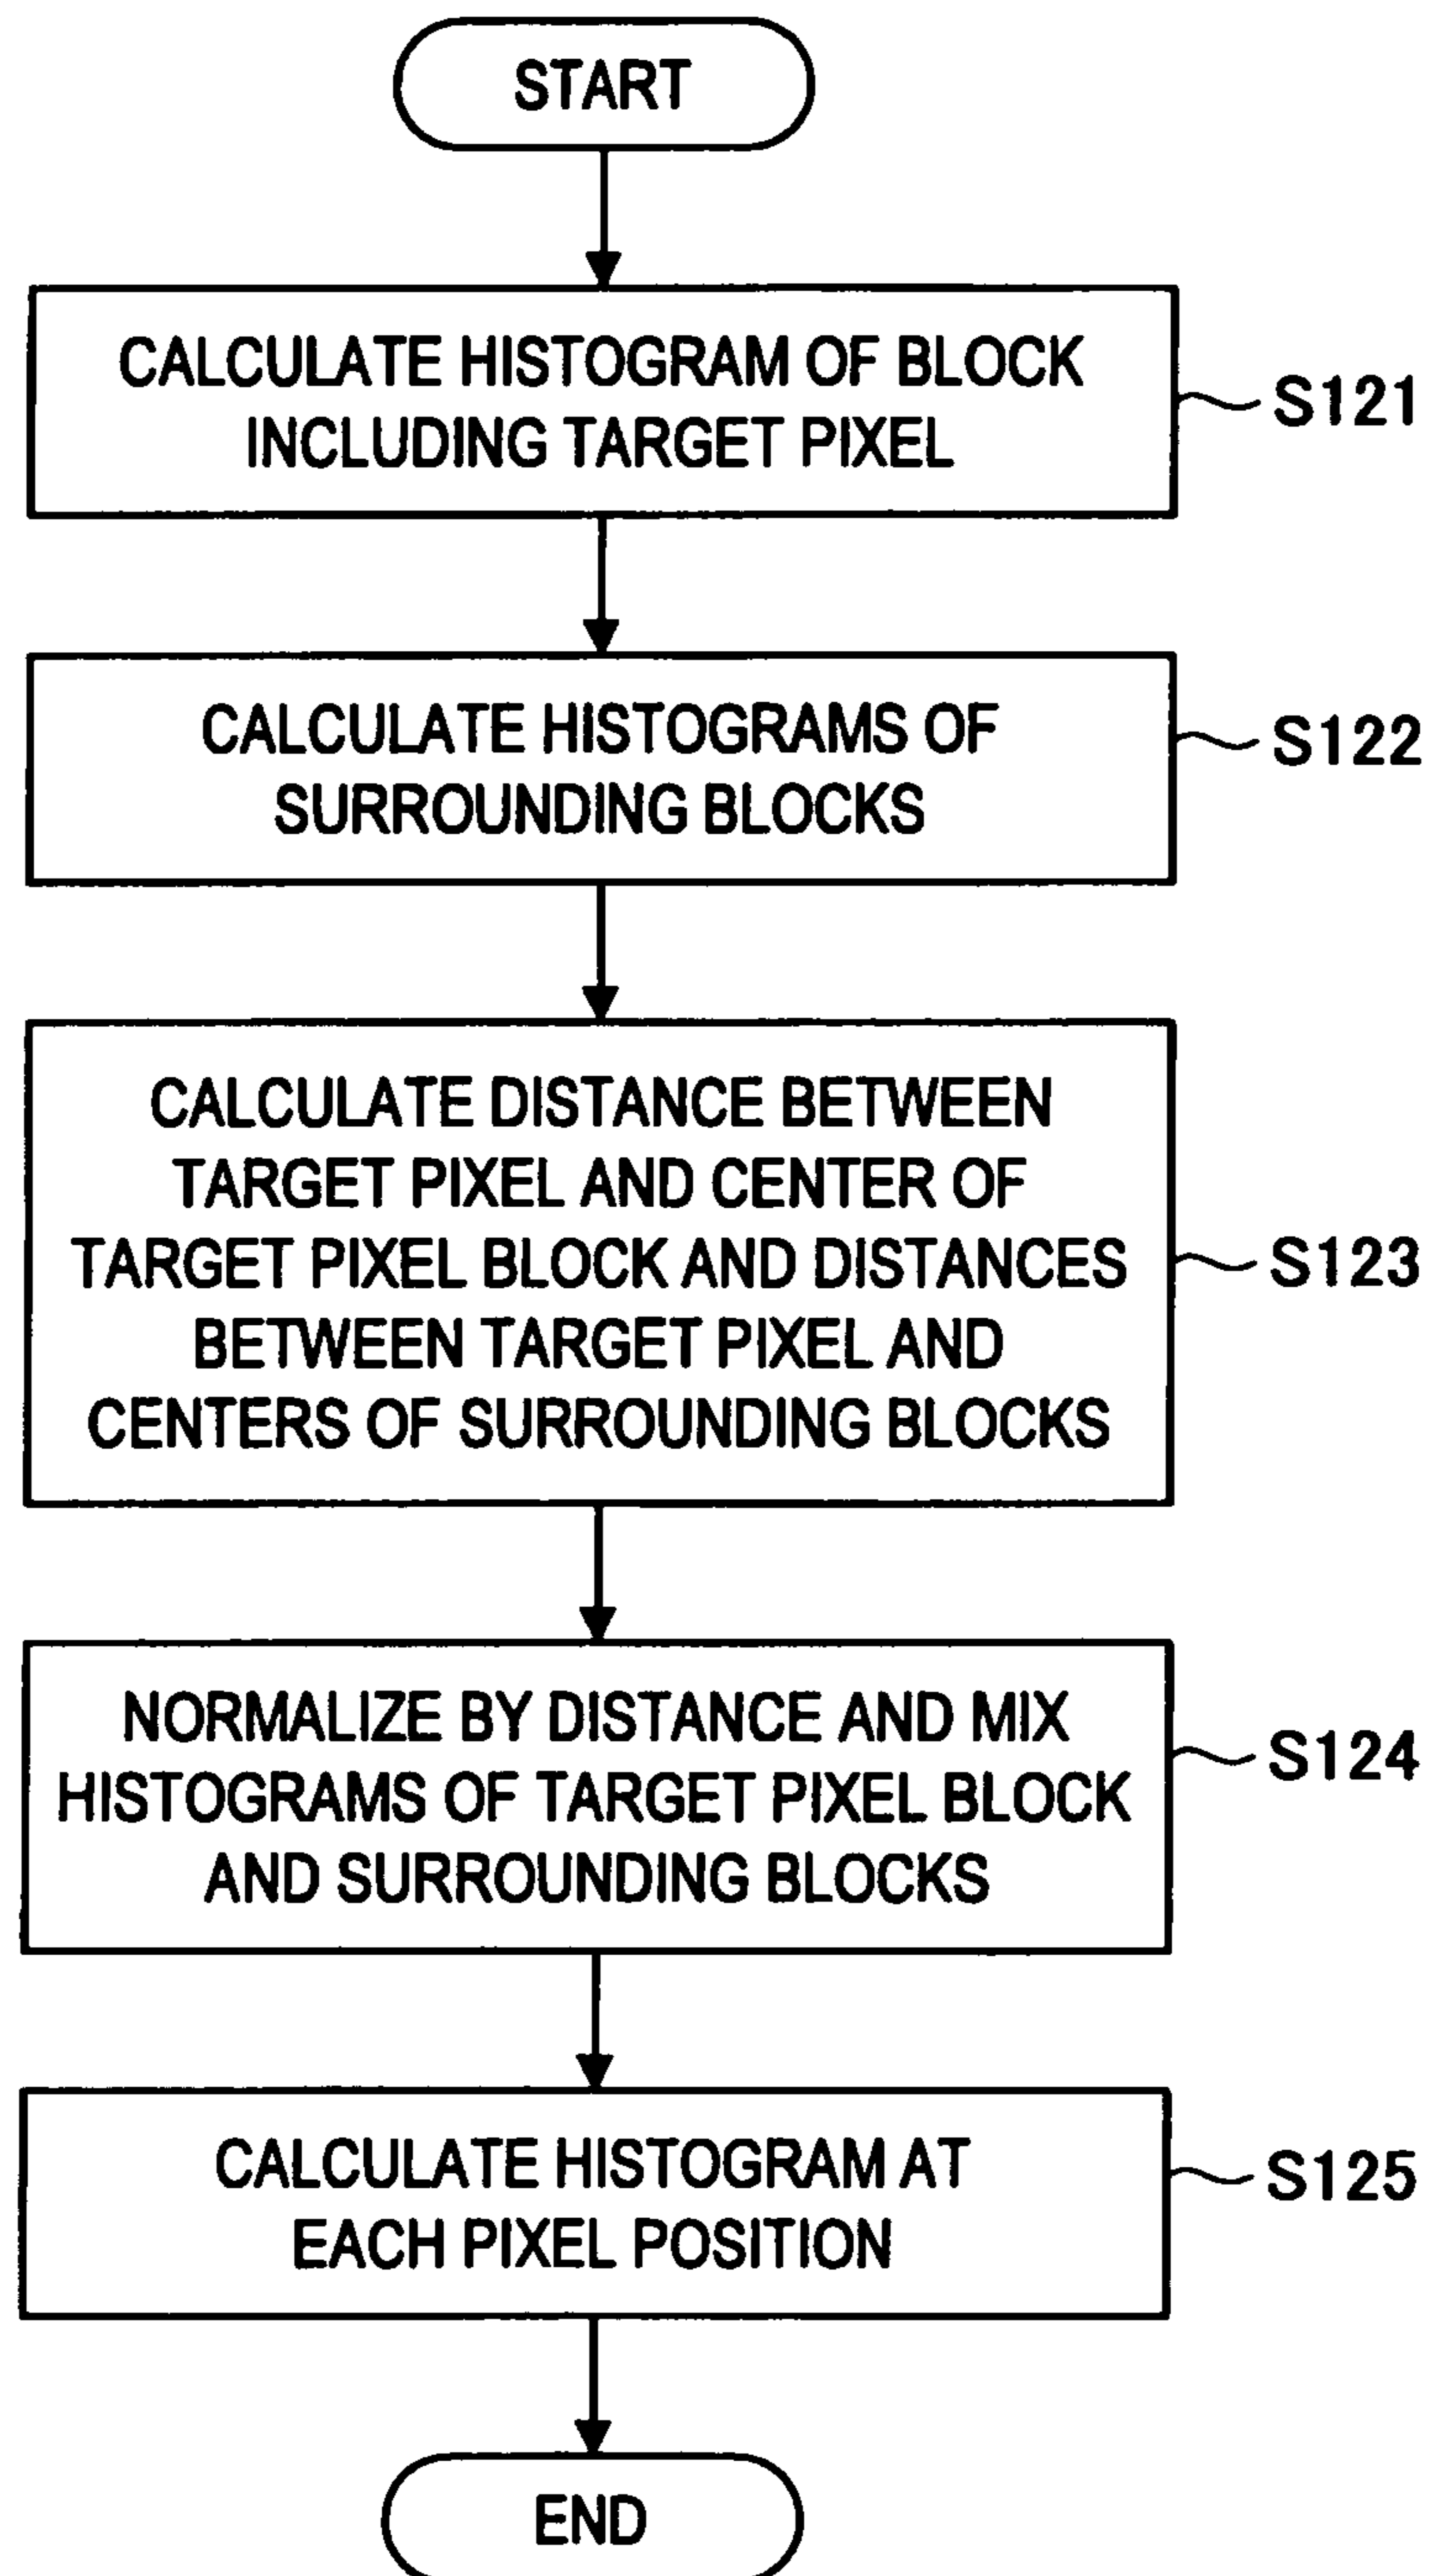 START
CALCULATE HISTOGRAM OF BLOCK
INCLUDING TARGET PIXEL
S121
CALCULATE HISTOGRAMS OF
SURROUNDING BLOCKS
S122
CALCULATE DISTANCE BETWEEN
TARGET PIXEL AND CENTER OF
TARGET PIXEL BLOCK AND DISTANCES
BETWEEN TARGET PIXEL AND
CENTERS OF SURROUNDING BLOCKS
S123
NORMALIZE BY DISTANCE AND MIX
HISTOGRAMS OF TARGET PIXEL BLOCK
AND SURROUNDING BLOCKS
S124
CALCULATE HISTOGRAM AT
EACH PIXEL POSITION
S125
END